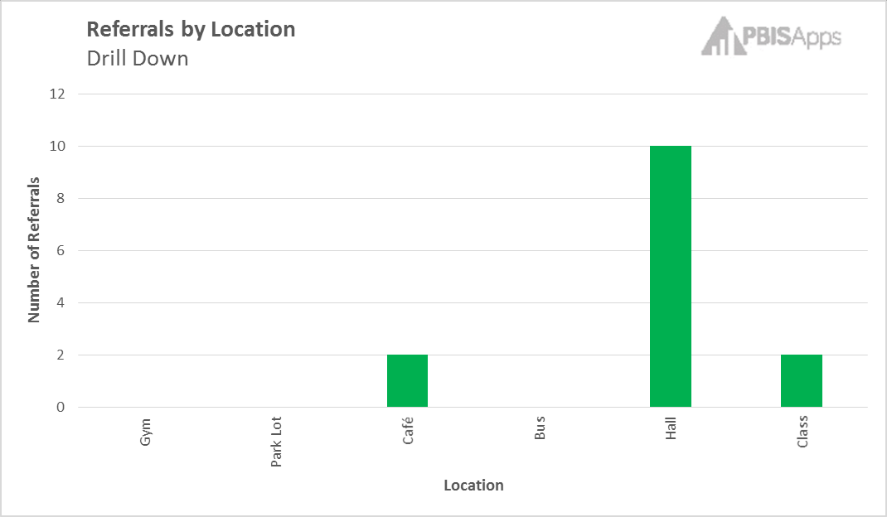 Referrals by Location
Drill Down
PBISApps
12
10
8
6
4
2
0
Number of Referrals
Gym
Park Lot
Café
Bus
Hall
Class
Location